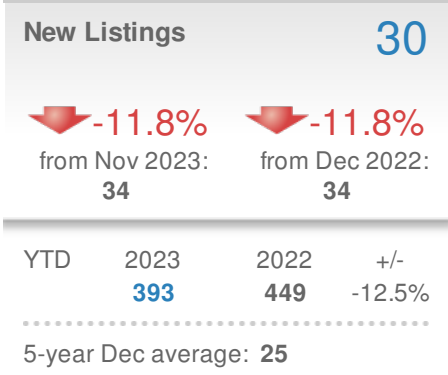 New Listings 30
-11.8% -11.8%
from Nov 2023: from Dec 2022:
34 34
YTD 2023 2022 +/-
393 449 -12.5%
5-year Dec average: 25